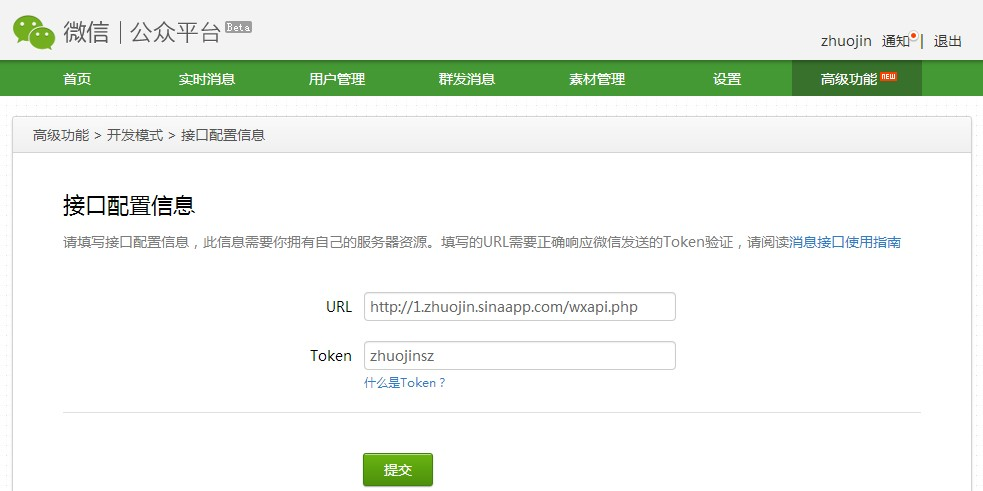 微信 | 公众平台 Beta
zhuojin 通知 | 退出
首页 实时消息 用户管理 群发消息 素材管理 设置 高级功能 NEW
高级功能 > 开发模式 > 接口配置信息
接口配置信息
请填写接口配置信息，此信息需要你拥有自己的服务器资源。填写的URL需要正确响应微信发送的Token验证，请阅读消息接口使用指南
URL http://1.zhuojin.sinaapp.com/wxapi.php
Token zhuojinsz
什么是Token？
提交